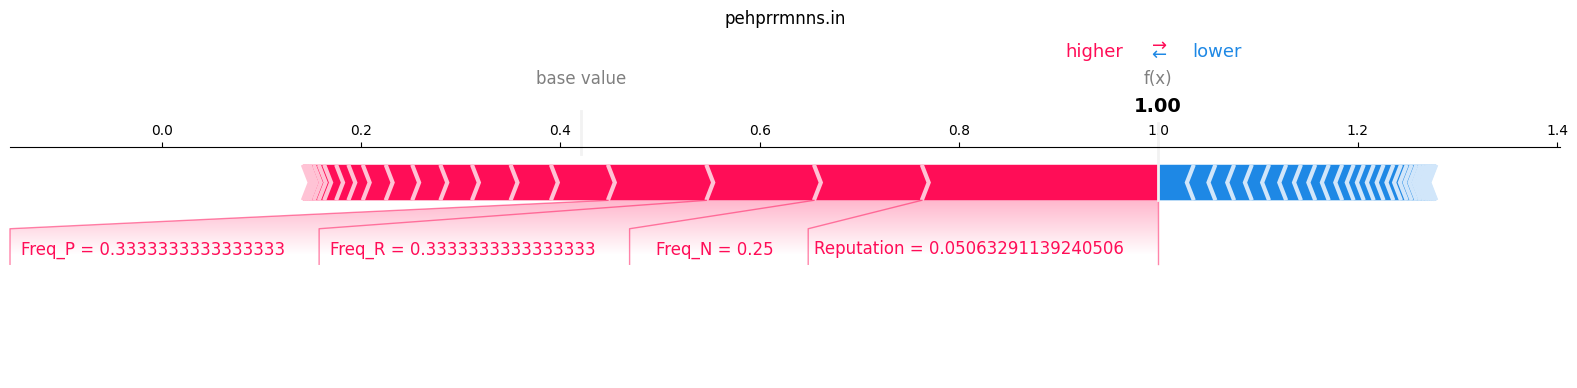 pehprrmnns.in
higher ⇄ lower
base value f(x)
1.00
0.0 0.2 0.4 0.6 0.8 1.0 1.2 1.4
Freq_P = 0.3333333333333333 Freq_R = 0.3333333333333333 Freq_N = 0.25 Reputation = 0.05063291139240506